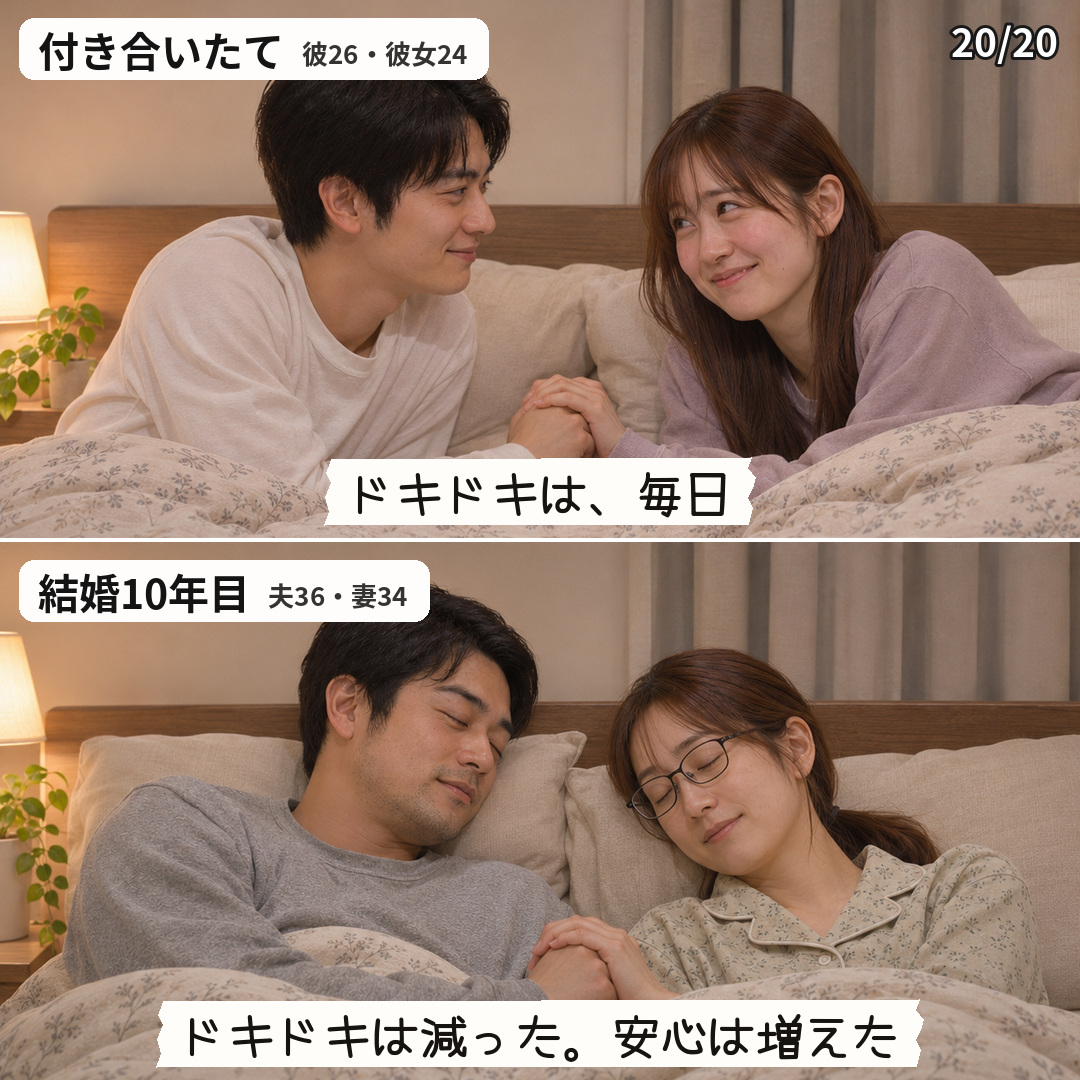 付き合いたて 彼26・彼女24
20/20
ドキドキは、毎日
結婚10年目 夫36・妻34
ドキドキは減った。安心は増えた